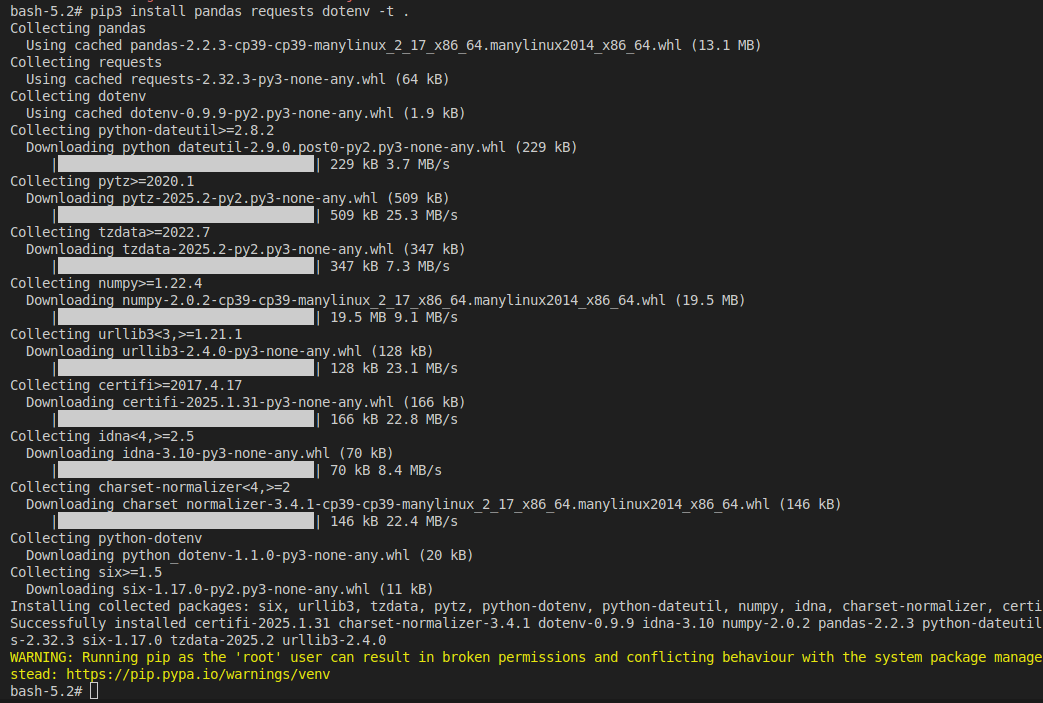 bash-5.2# pip3 install pandas requests dotenv -t .
Collecting pandas
  Using cached pandas-2.2.3-cp39-cp39-manylinux_2_17_x86_64.manylinux2014_x86_64.whl (13.1 MB)
Collecting requests
  Using cached requests-2.32.3-py3-none-any.whl (64 kB)
Collecting dotenv
  Using cached dotenv-0.9.9-py2.py3-none-any.whl (1.9 kB)
Collecting python-dateutil>=2.8.2
  Downloading python_dateutil-2.9.0.post0-py2.py3-none-any.whl (229 kB)
     | | 229 kB 3.7 MB/s
Collecting pytz>=2020.1
  Downloading pytz-2025.2-py2.py3-none-any.whl (509 kB)
     | | 509 kB 25.3 MB/s
Collecting tzdata>=2022.7
  Downloading tzdata-2025.2-py2.py3-none-any.whl (347 kB)
     | | 347 kB 7.3 MB/s
Collecting numpy>=1.22.4
  Downloading numpy-2.0.2-cp39-cp39-manylinux_2_17_x86_64.manylinux2014_x86_64.whl (19.5 MB)
     | | 19.5 MB 9.1 MB/s
Collecting urllib3<3,>=1.21.1
  Downloading urllib3-2.4.0-py3-none-any.whl (128 kB)
     | | 128 kB 23.1 MB/s
Collecting certifi>=2017.4.17
  Downloading certifi-2025.1.31-py3-none-any.whl (166 kB)
     | | 166 kB 22.8 MB/s
Collecting idna<4,>=2.5
  Downloading idna-3.10-py3-none-any.whl (70 kB)
     | | 70 kB 8.4 MB/s
Collecting charset-normalizer<4,>=2
  Downloading charset_normalizer-3.4.1-cp39-cp39-manylinux_2_17_x86_64.manylinux2014_x86_64.whl (146 kB)
     | | 146 kB 22.4 MB/s
Collecting python-dotenv
  Downloading python_dotenv-1.1.0-py3-none-any.whl (20 kB)
Collecting six>=1.5
  Downloading six-1.17.0-py2.py3-none-any.whl (11 kB)
Installing collected packages: six, urllib3, tzdata, pytz, python-dotenv, python-dateutil, numpy, idna, charset-normalizer, certi
Successfully installed certifi-2025.1.31 charset-normalizer-3.4.1 dotenv-0.9.9 idna-3.10 numpy-2.0.2 pandas-2.2.3 python-dateutil
s-2.32.3 six-1.17.0 tzdata-2025.2 urllib3-2.4.0
WARNING: Running pip as the 'root' user can result in broken permissions and conflicting behaviour with the system package manage
stead: https://pip.pypa.io/warnings/venv
bash-5.2#